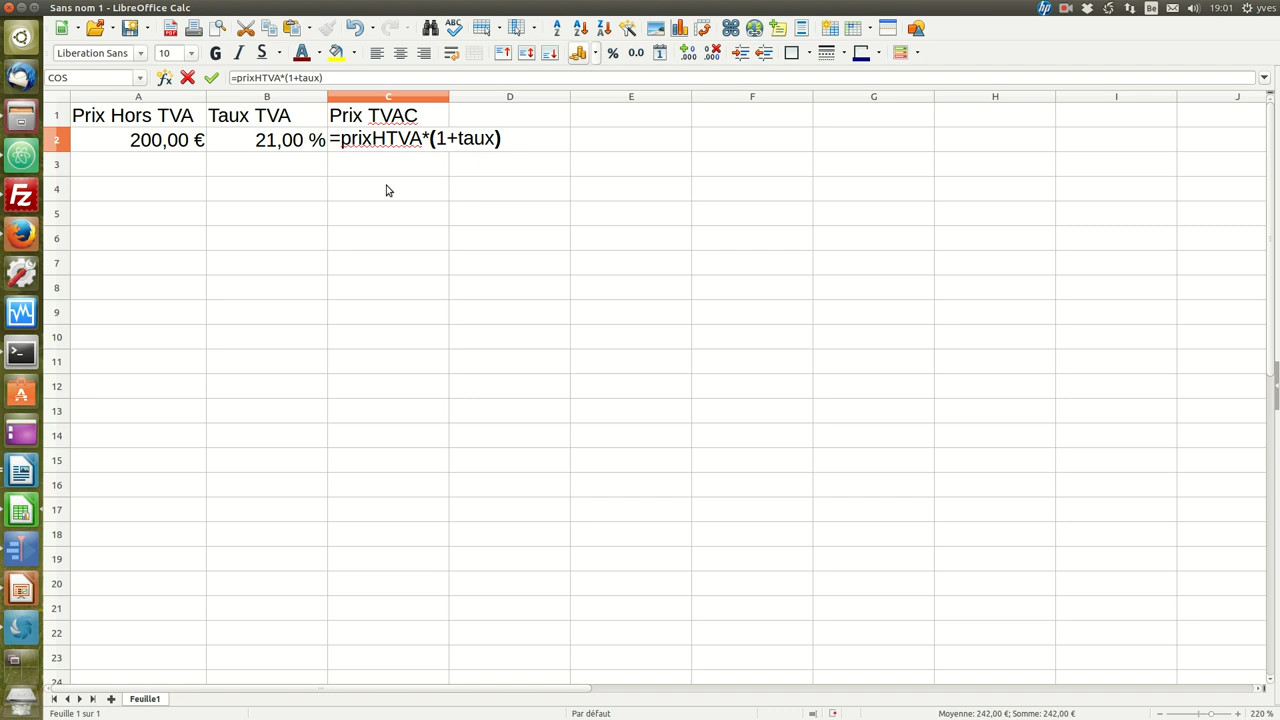 Sans nom 1 - LibreOffice Calc
Be
19:01
yves
Liberation Sans
10
COS
=prixHTVA*(1+taux)
A B C D E F G H I J
1 Prix Hors TVA Taux TVA Prix TVAC
2 200,00 € 21,00 % =prixHTVA*(1+taux)
3
4
5
6
7
8
9
10
11
12
13
14
15
16
17
18
19
20
21
22
23
24
Feuille1
Feuille 1 sur 1
Par défaut
Moyenne: 242,00 €; Somme: 242,00 €
220 %